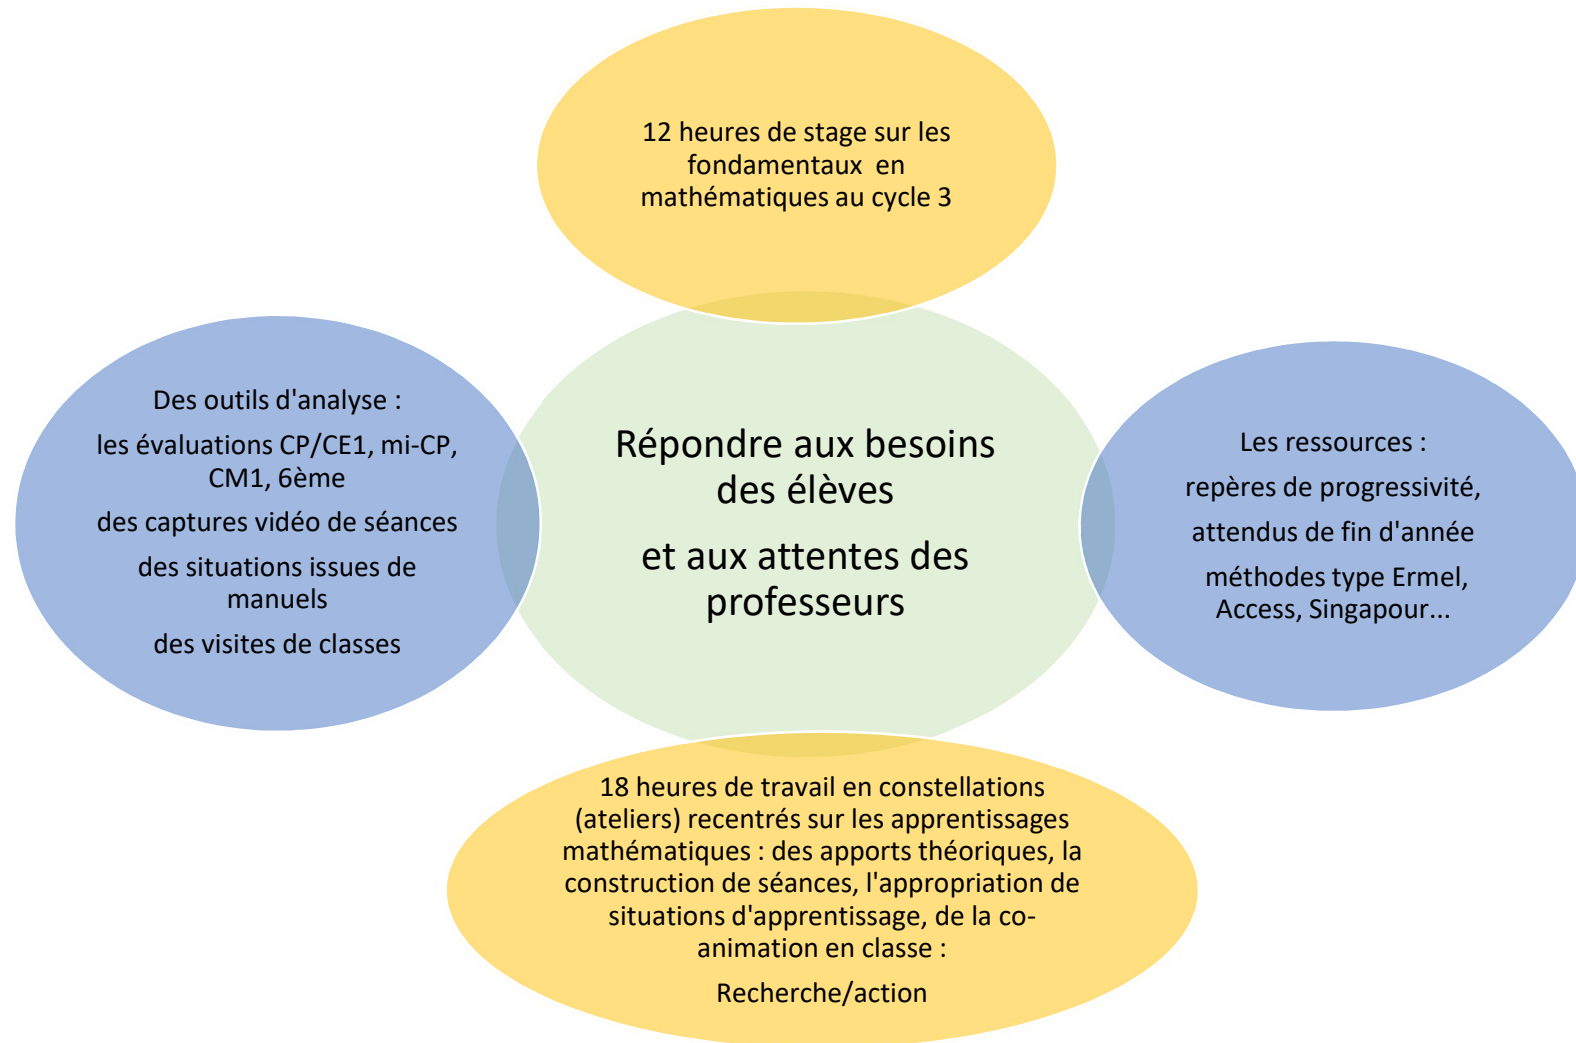 12 heures de stage sur les
fondamentaux  en
mathématiques au cycle 3
Des outils d'analyse :
les évaluations CP/CE1, mi-CP,
CM1, 6ème
des captures vidéo de séances
des situations issues de
manuels
des visites de classes
Répondre aux besoins
des élèves
et aux attentes des
professeurs
Les ressources :
repères de progressivité,
attendus de fin d'année
méthodes type Ermel,
Access, Singapour...
18 heures de travail en constellations
(ateliers) recentrés sur les apprentissages
mathématiques : des apports théoriques, la
construction de séances, l'appropriation de
situations d'apprentissage, de la co-
animation en classe :
Recherche/action